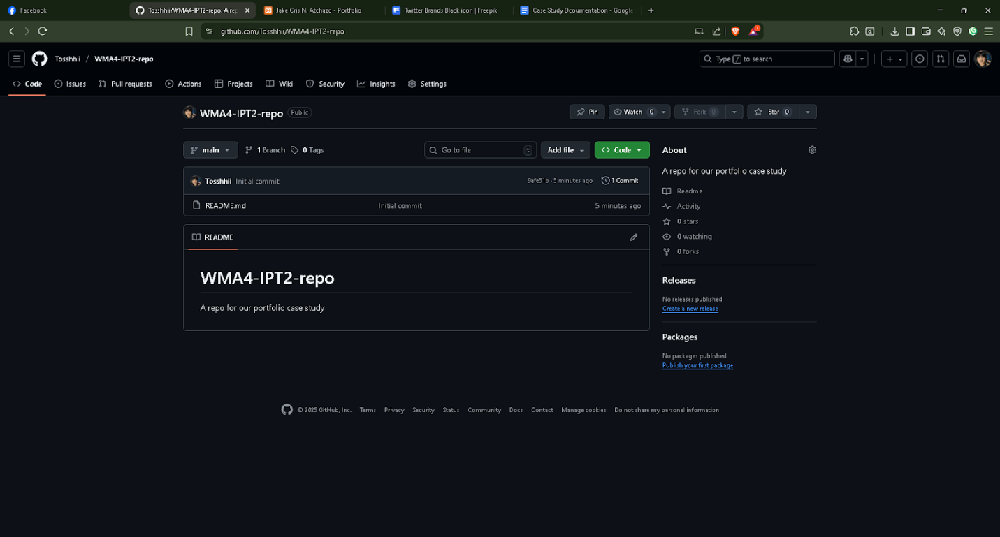 Facebook
Tosshhii/WMA4-IPT2-repo: A rep
Jake Cris N. Atchazo - Portfolio
Twitter Brands Black icon | Freepik
Case Study Dcoumentation - Google
github.com/Tosshhii/WMA4-IPT2-repo
Tosshhii / WMA4-IPT2-repo
Type / to search
Code Issues Pull requests Actions Projects Wiki Security Insights Settings
WMA4-IPT2-repo Public
Pin Watch 0 Fork 0 Star 0
main 1 Branch 0 Tags Go to file t Add file Code
Tosshhii Initial commit 9afe51b · 5 minutes ago 1 Commit
README.md Initial commit 5 minutes ago
README
WMA4-IPT2-repo
A repo for our portfolio case study
About
A repo for our portfolio case study
Readme
Activity
0 stars
0 watching
0 forks
Releases
No releases published
Create a new release
Packages
No packages published
Publish your first package
© 2025 GitHub, Inc. Terms Privacy Security Status Community Docs Contact Manage cookies Do not share my personal information